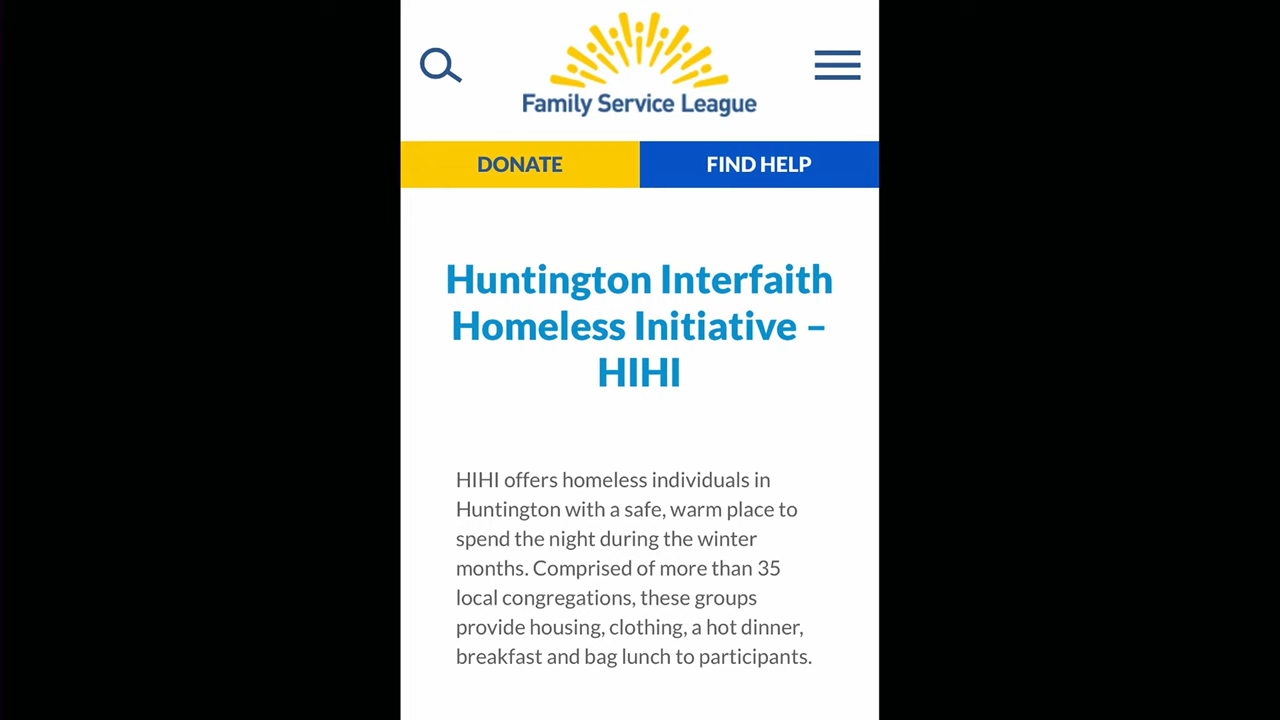 Family Service League
DONATE
FIND HELP
Huntington Interfaith
Homeless Initiative –
HIHI
HIHI offers homeless individuals in
Huntington with a safe, warm place to
spend the night during the winter
months. Comprised of more than 35
local congregations, these groups
provide housing, clothing, a hot dinner,
breakfast and bag lunch to participants.